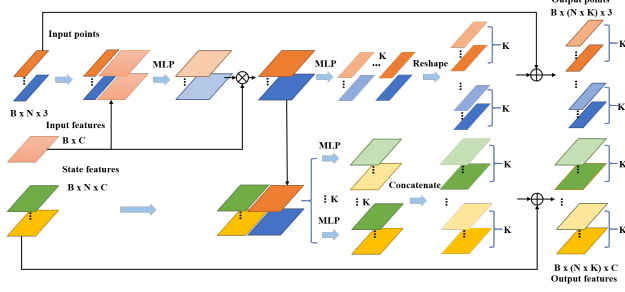 Output points
B x (N x K) x 3
Input points
MLP
MLP
K
...
Reshape
K
B x N x 3
K
Input features
B x C
State features
B x N x C
MLP
K
K
K
Concatenate
MLP
K
K
B x (N x K) x C
Output features